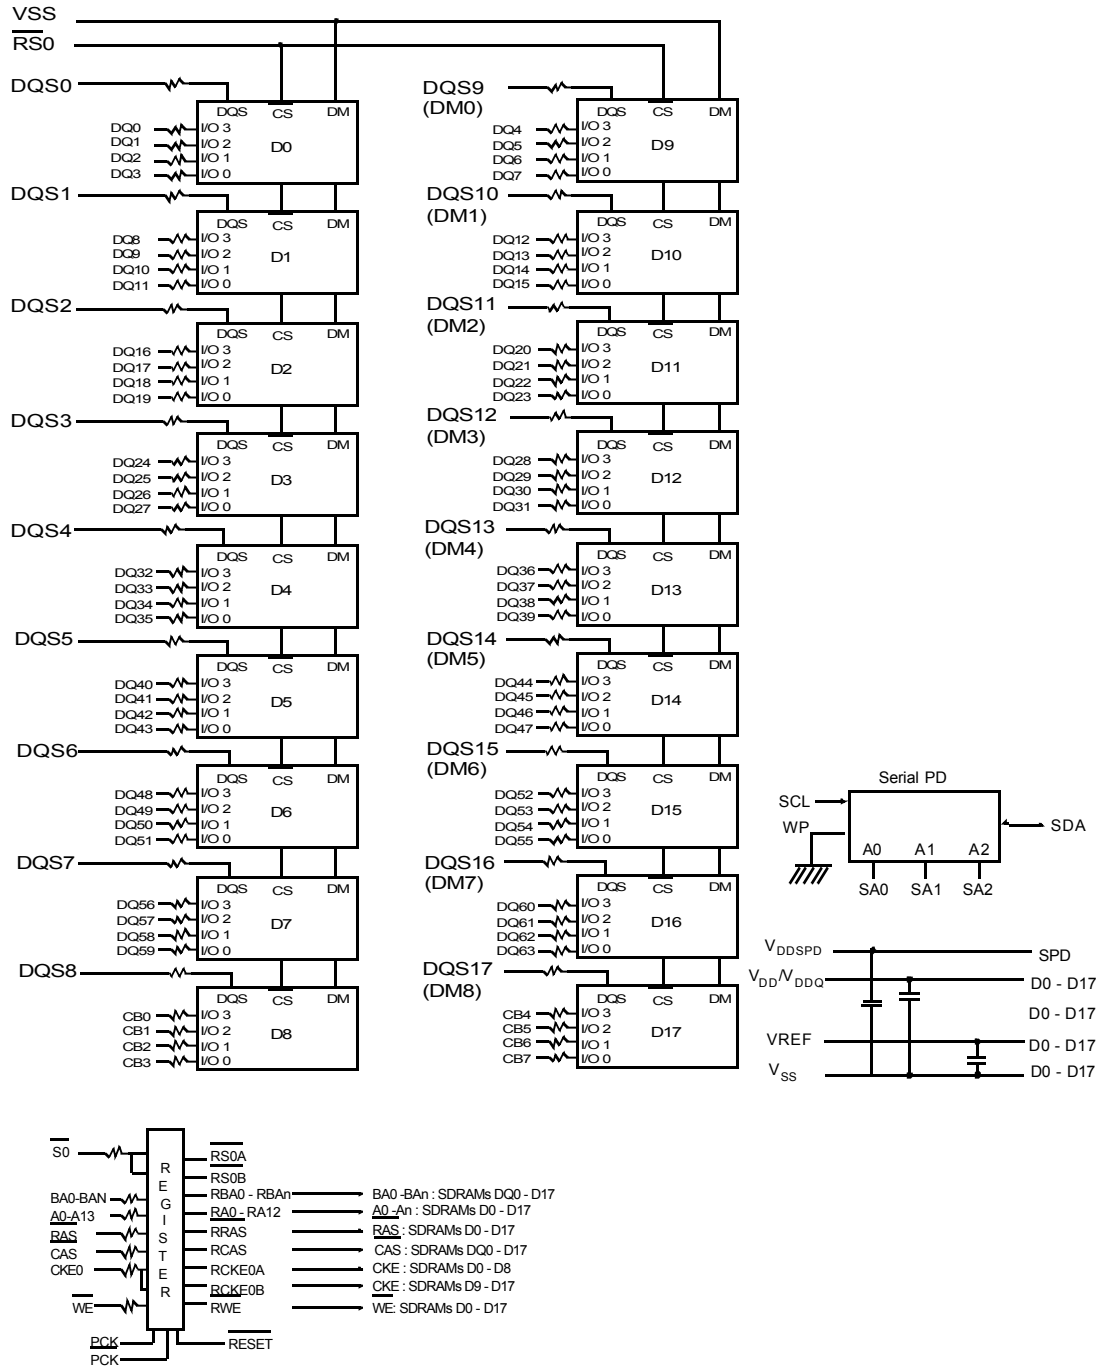 VSS
RS0
DQS0
DQS CS DM
DQ0 I/O 3
DQ1 I/O 2
DQ2 I/O 1
DQ3 I/O 0
D0
DQS1
DQS CS DM
DQ8 I/O 3
DQ9 I/O 2
DQ10 I/O 1
DQ11 I/O 0
D1
DQS2
DQS CS DM
DQ16 I/O 3
DQ17 I/O 2
DQ18 I/O 1
DQ19 I/O 0
D2
DQS3
DQS CS DM
DQ24 I/O 3
DQ25 I/O 2
DQ26 I/O 1
DQ27 I/O 0
D3
DQS4
DQS CS DM
DQ32 I/O 3
DQ33 I/O 2
DQ34 I/O 1
DQ35 I/O 0
D4
DQS5
DQS CS DM
DQ40 I/O 3
DQ41 I/O 2
DQ42 I/O 1
DQ43 I/O 0
D5
DQS6
DQS CS DM
DQ48 I/O 3
DQ49 I/O 2
DQ50 I/O 1
DQ51 I/O 0
D6
DQS7
DQS CS DM
DQ56 I/O 3
DQ57 I/O 2
DQ58 I/O 1
DQ59 I/O 0
D7
DQS8
DQS CS DM
CB0 I/O 3
CB1 I/O 2
CB2 I/O 1
CB3 I/O 0
D8
DQS9
(DM0)
DQS CS DM
DQ4 I/O 3
DQ5 I/O 2
DQ6 I/O 1
DQ7 I/O 0
D9
DQS10
(DM1)
DQS CS DM
DQ12 I/O 3
DQ13 I/O 2
DQ14 I/O 1
DQ15 I/O 0
D10
DQS11
(DM2)
DQS CS DM
DQ20 I/O 3
DQ21 I/O 2
DQ22 I/O 1
DQ23 I/O 0
D11
DQS12
(DM3)
DQS CS DM
DQ28 I/O 3
DQ29 I/O 2
DQ30 I/O 1
DQ31 I/O 0
D12
DQS13
(DM4)
DQS CS DM
DQ36 I/O 3
DQ37 I/O 2
DQ38 I/O 1
DQ39 I/O 0
D13
DQS14
(DM5)
DQS CS DM
DQ44 I/O 3
DQ45 I/O 2
DQ46 I/O 1
DQ47 I/O 0
D14
DQS15
(DM6)
DQS CS DM
DQ52 I/O 3
DQ53 I/O 2
DQ54 I/O 1
DQ55 I/O 0
D15
DQS16
(DM7)
DQS CS DM
DQ60 I/O 3
DQ61 I/O 2
DQ62 I/O 1
DQ63 I/O 0
D16
DQS17
(DM8)
DQS CS DM
CB4 I/O 3
CB5 I/O 2
CB6 I/O 1
CB7 I/O 0
D17
Serial PD
SCL
WP
SDA
A0 A1 A2
SA0 SA1 SA2
VDDSPD SPD
VDD/VDDQ D0 - D17
D0 - D17
VREF D0 - D17
VSS D0 - D17
REGISTER
S0 RS0A
RS0B
BA0-BAN RBA0 - RBAn BA0 -BAn : SDRAMs DQ0 - D17
A0-A13 RA0 - RA12 A0 -An : SDRAMs D0 - D17
RAS RRAS RAS : SDRAMs D0 - D17
CAS RCAS CAS : SDRAMs DQ0 - D17
CKE0 RCKE0A CKE : SDRAMs D0 - D8
RCKE0B CKE : SDRAMs D9 - D17
WE RWE WE: SDRAMs D0 - D17
PCK RESET
PCK